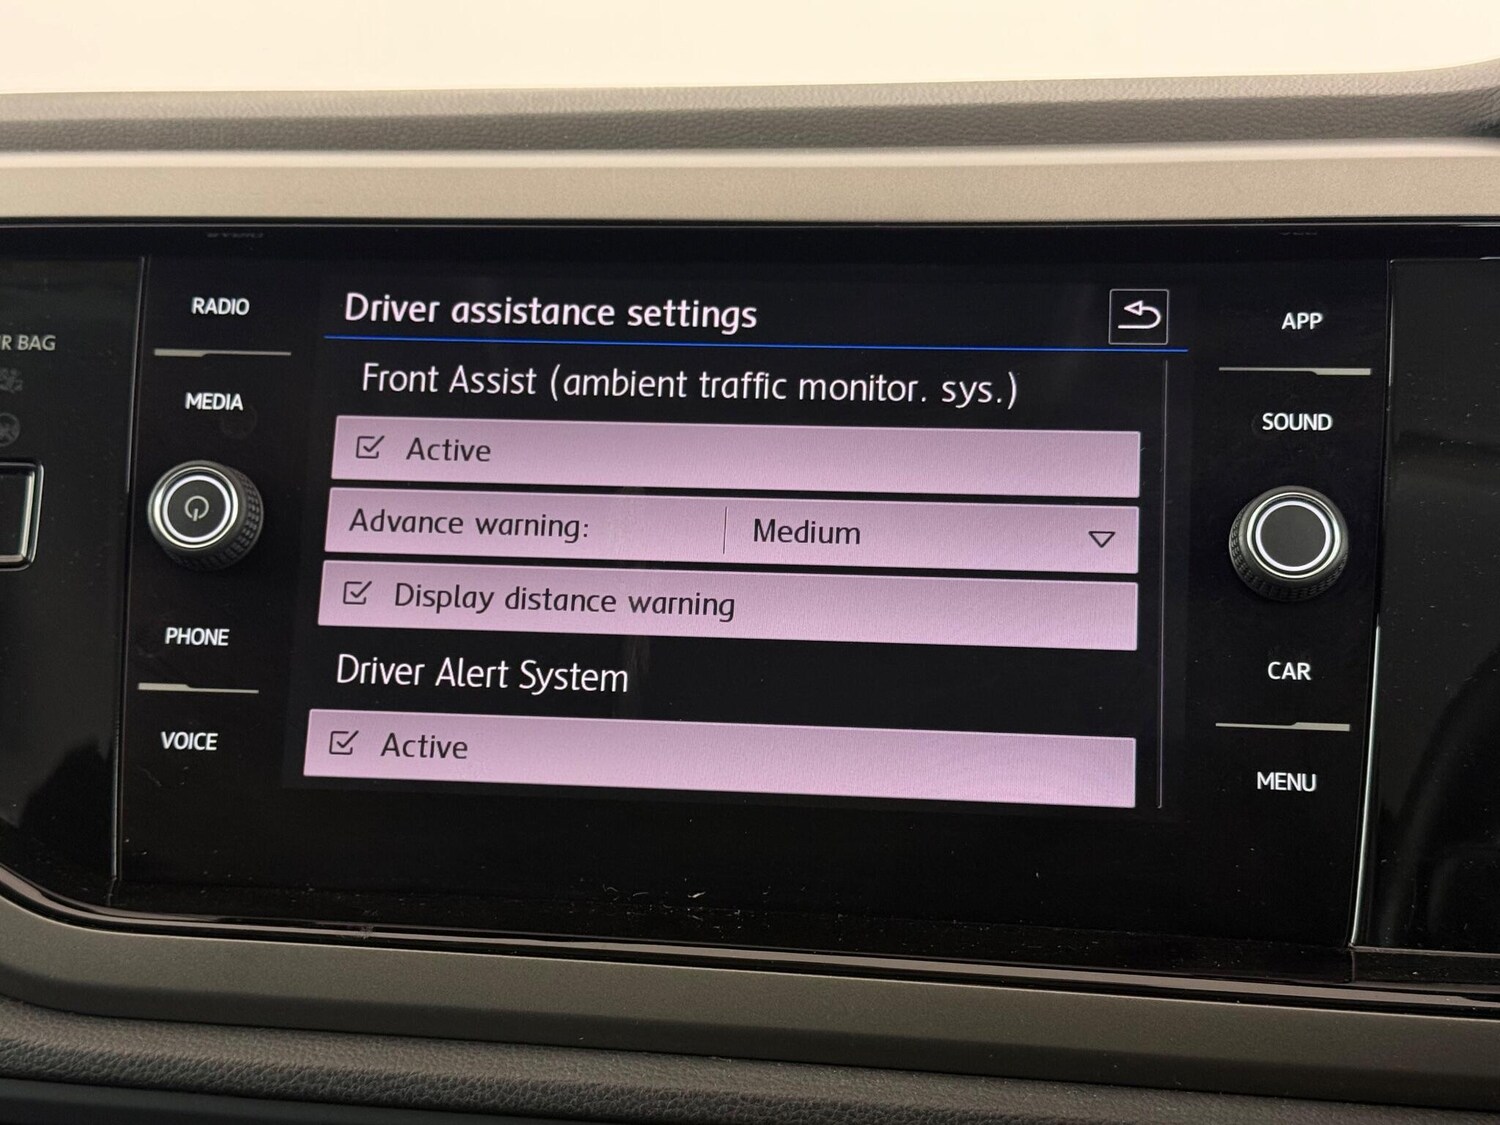 R BAG
RADIO
MEDIA
PHONE
VOICE
Driver assistance settings
Front Assist (ambient traffic monitor. sys.)
Active
Advance warning: Medium
Display distance warning
Driver Alert System
Active
APP
SOUND
CAR
MENU